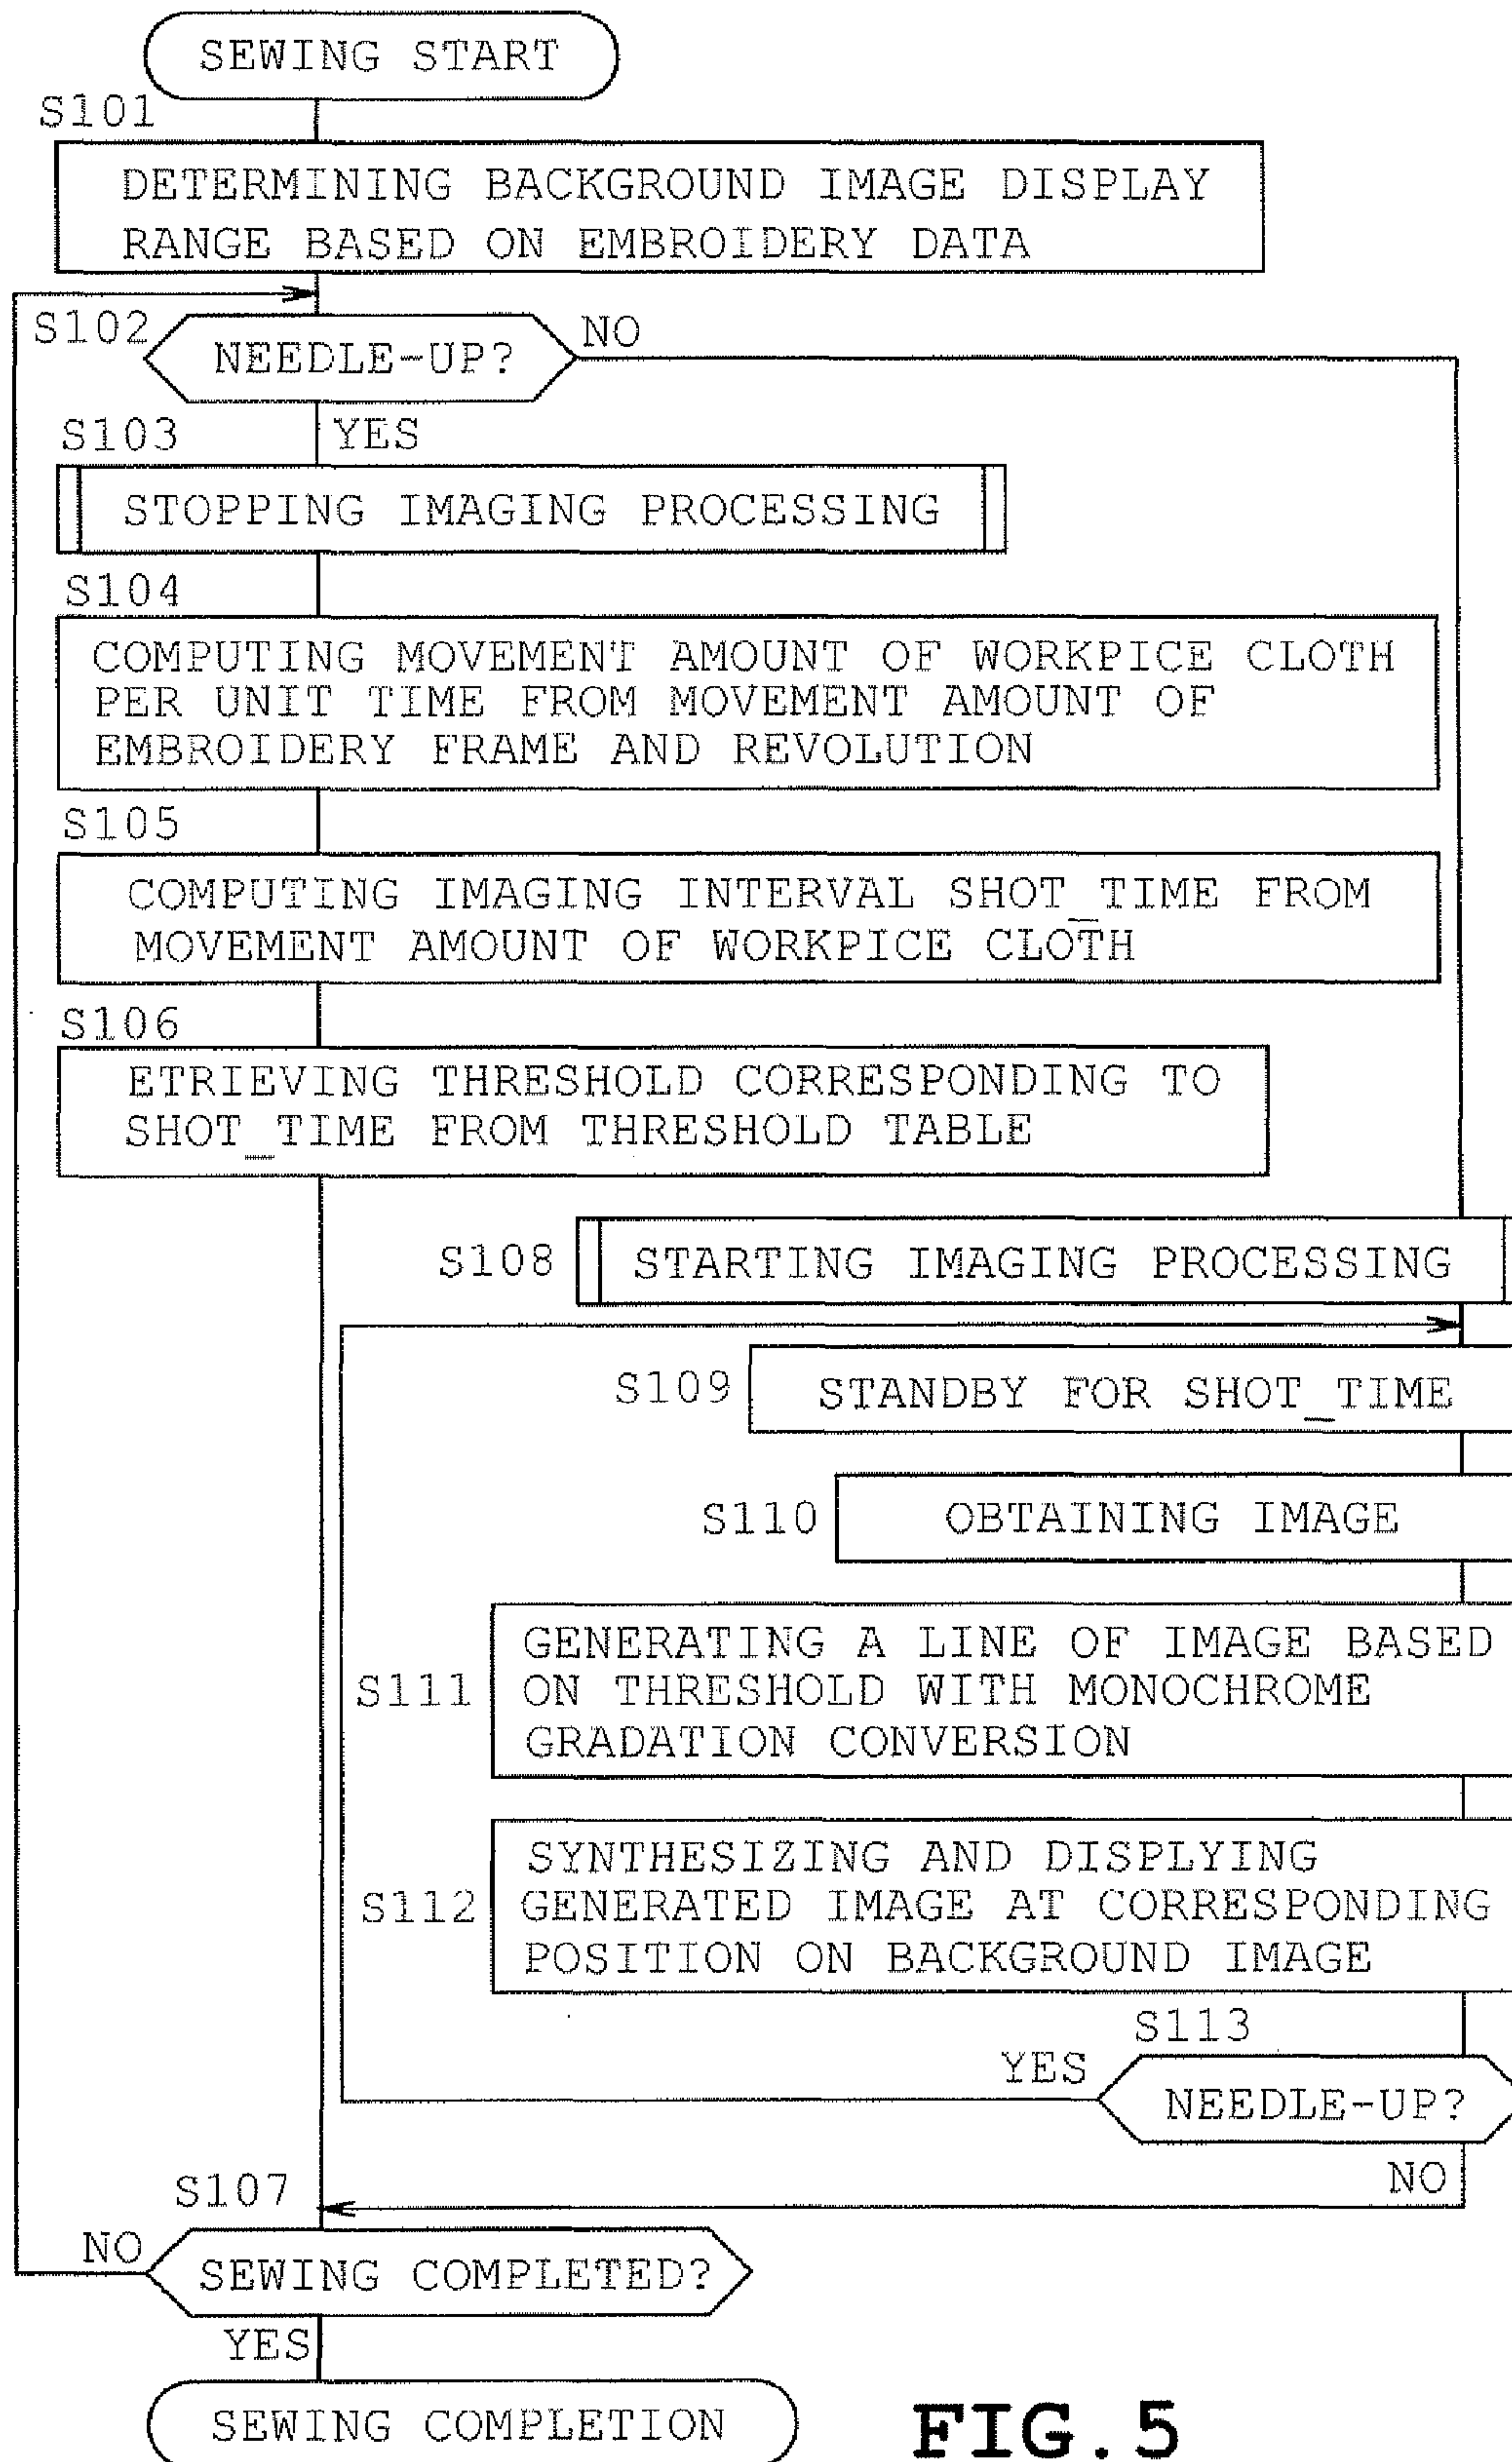 SEWING START
S101
DETERMINING BACKGROUND IMAGE DISPLAY
RANGE BASED ON EMBROIDERY DATA
S102
NEEDLE-UP?
NO
YES
S103
STOPPING IMAGING PROCESSING
S104
COMPUTING MOVEMENT AMOUNT OF WORKPICE CLOTH
PER UNIT TIME FROM MOVEMENT AMOUNT OF
EMBROIDERY FRAME AND REVOLUTION
S105
COMPUTING IMAGING INTERVAL SHOT_TIME FROM
MOVEMENT AMOUNT OF WORKPICE CLOTH
S106
ETRIEVING THRESHOLD CORRESPONDING TO
SHOT_TIME FROM THRESHOLD TABLE
S108
STARTING IMAGING PROCESSING
S109
STANDBY FOR SHOT_TIME
S110
OBTAINING IMAGE
S111
GENERATING A LINE OF IMAGE BASED
ON THRESHOLD WITH MONOCHROME
GRADATION CONVERSION
S112
SYNTHESIZING AND DISPLYING
GENERATED IMAGE AT CORRESPONDING
POSITION ON BACKGROUND IMAGE
S113
YES
NEEDLE-UP?
NO
S107
NO
SEWING COMPLETED?
YES
SEWING COMPLETION
FIG.5